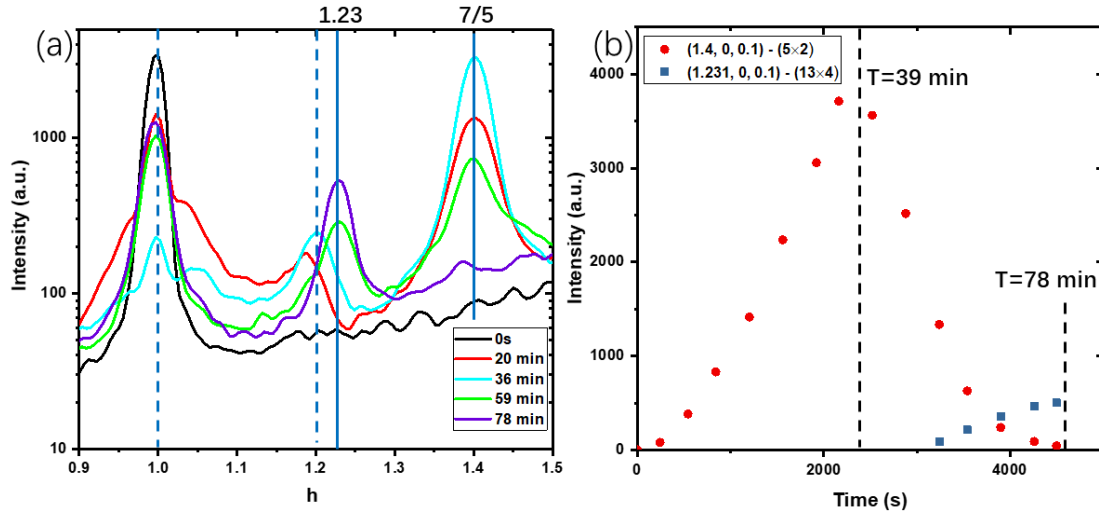 1.23
7/5
(a)
1000
100
10
Intensity (a.u.)
0s
20 min
36 min
59 min
78 min
0.9
1.0
1.1
1.2
1.3
1.4
1.5
h
(b)
(1.4, 0, 0.1) - (5×2)
(1.231, 0, 0.1) - (13×4)
T=39 min
T=78 min
4000
3000
2000
1000
0
Intensity (a.u.)
0
2000
4000
Time (s)